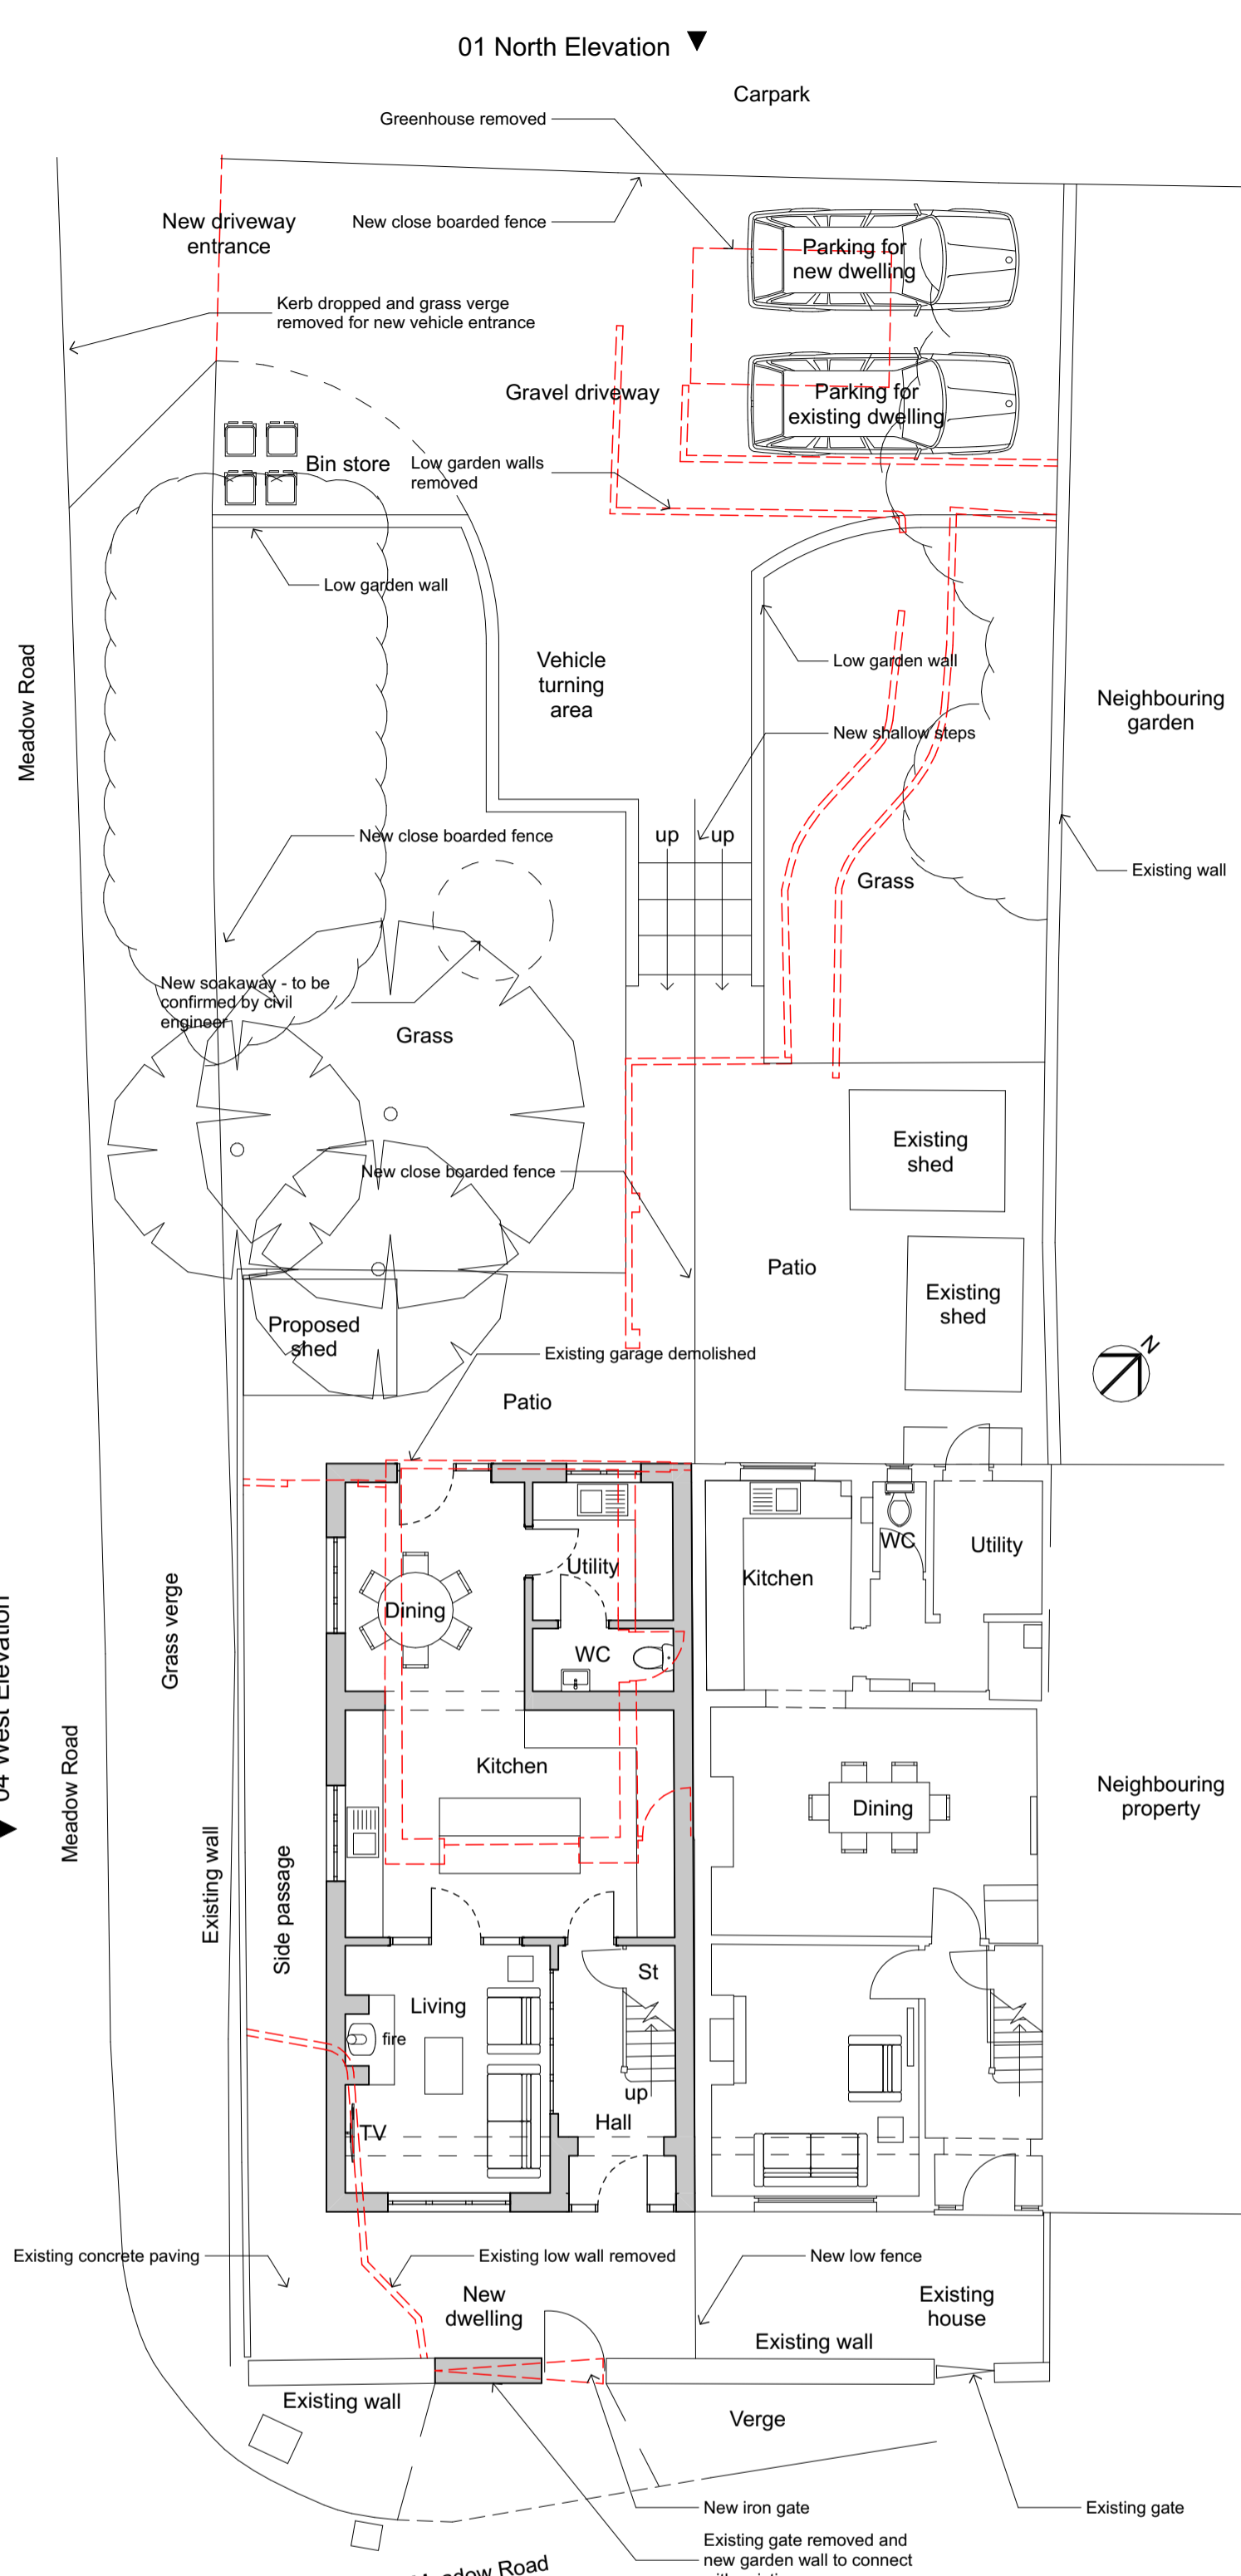 01 North Elevation
Carpark
Greenhouse removed
New driveway
entrance
New close boarded fence
Parking for
new dwelling
Kerb dropped and grass verge
removed for new vehicle entrance
Gravel driveway
Parking for
existing dwelling
Bin store
Low garden walls
removed
Low garden wall
Meadow Road
Vehicle
turning
area
Low garden wall
Neighbouring
garden
New shallow steps
New close boarded fence
up
up
Existing wall
Grass
New soakaway - to be
confirmed by civil
engineer
Grass
Existing
shed
New close boarded fence
Patio
Existing
shed
Proposed
shed
N
Existing garage demolished
Patio
04 West Elevation
Grass verge
Utility
WC
Utility
Kitchen
Dining
WC
Meadow Road
Kitchen
Neighbouring
property
Dining
Existing wall
Side passage
St
Living
fire
up
Hall
TV
Existing concrete paving
Existing low wall removed
New low fence
New
dwelling
Existing
house
Existing wall
Existing wall
Verge
New iron gate
Existing gate
Existing gate removed and
new garden wall to connect
Meadow Road